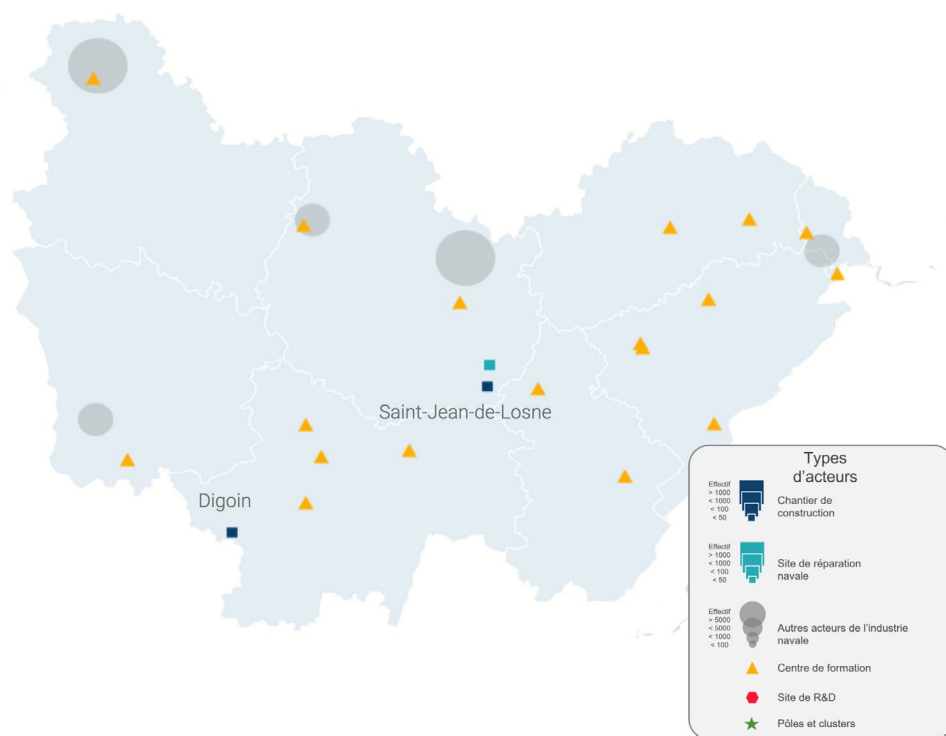 Saint-Jean-de-Losne
Digoin
Types
d'acteurs
Effectif
> 1000
< 1000
< 100
< 50
Chantier de
construction
Effectif
> 1000
< 1000
< 100
< 50
Site de réparation
navale
Effectif
> 5000
< 5000
< 1000
< 100
Autres acteurs de l'industrie
navale
Centre de formation
Site de R&D
Pôles et clusters